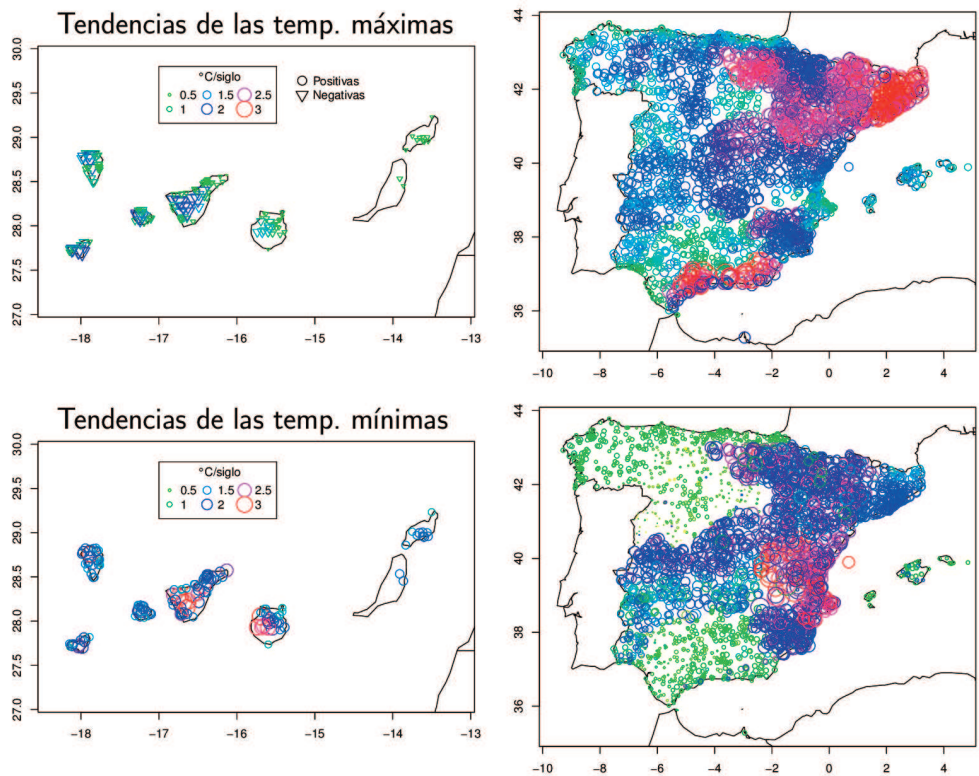 Tendencias de las temp. máximas
°C/siglo
0.5 1.5 2.5
1 2 3
Positivas
Negativas
30.0
29.5
29.0
28.5
28.0
27.5
27.0
−18 −17 −16 −15 −14 −13
44
42
40
38
36
−10 −8 −6 −4 −2 0 2 4
Tendencias de las temp. mínimas
°C/siglo
0.5 1.5 2.5
1 2 3
30.0
29.5
29.0
28.5
28.0
27.5
27.0
−18 −17 −16 −15 −14 −13
44
42
40
38
36
−10 −8 −6 −4 −2 0 2 4